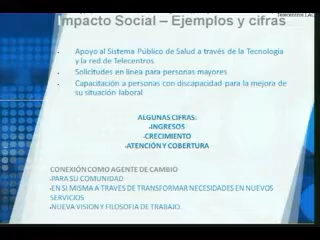 Telecentros LAC
Impacto Social – Ejemplos y cifras
Apoyo al Sistema Público de Salud a través de la Tecnología
y la red de Telecentros
Solicitudes en línea para personas mayores
Capacitación a personas con discapacidad para la mejora de
su situación laboral
ALGUNAS CIFRAS:
-INGRESOS
-CRECIMIENTO
-ATENCIÓN Y COBERTURA
CONEXIÓN COMO AGENTE DE CAMBIO
-PARA SU COMUNIDAD
-EN SI MISMA A TRAVES DE TRANSFORMAR NECESIDADES EN NUEVOS
SERVICIOS
-NUEVA VISION Y FILOSOFIA DE TRABAJO.